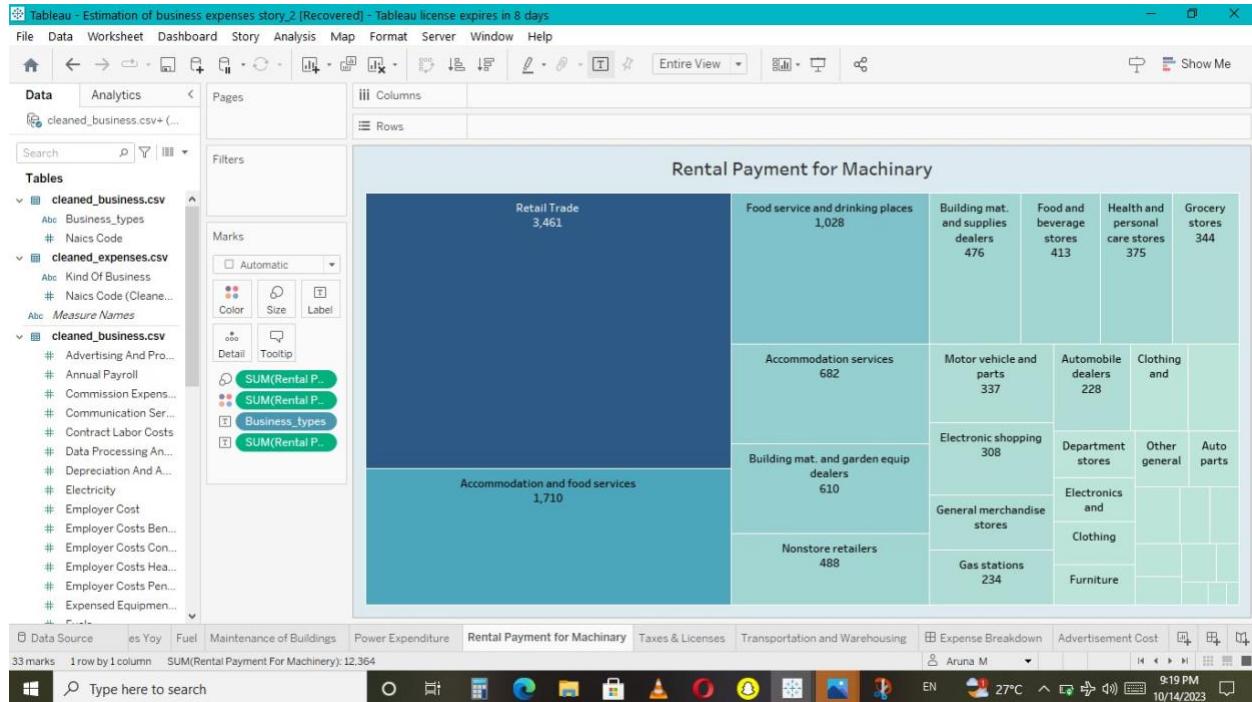 Tableau - Estimation of business expenses story_2 [Recovered] - Tableau license expires in 8 days
File Data Worksheet Dashboard Story Analysis Map Format Server Window Help
Entire View
Show Me
Data Analytics
cleaned_business.csv+ (...
Search
Tables
cleaned_business.csv
Abc Business_types
# Naics Code
cleaned_expenses.csv
Abc Kind Of Business
# Naics Code (Cleane...
Abc Measure Names
cleaned_business.csv
# Advertising And Pro...
# Annual Payroll
# Commission Expens...
# Communication Ser...
# Contract Labor Costs
# Data Processing An...
# Depreciation And A...
# Electricity
# Employer Cost
# Employer Costs Ben...
# Employer Costs Con...
# Employer Costs Hea...
# Employer Costs Pen...
# Expensed Equipmen...
Pages
Filters
Marks
Automatic
Color Size Label
Detail Tooltip
SUM(Rental P..
SUM(Rental P..
Business_types
SUM(Rental P..
Columns
Rows
Rental Payment for Machinary
Retail Trade
3,461
Accommodation and food services
1,710
Food service and drinking places
1,028
Accommodation services
682
Building mat. and garden equip
dealers
610
Nonstore retailers
488
Building mat.
and supplies
dealers
476
Food and
beverage
stores
413
Health and
personal
care stores
375
Grocery
stores
344
Motor vehicle and
parts
337
Electronic shopping
308
General merchandise
stores
Gas stations
234
Automobile
dealers
228
Clothing
and
Department
stores
Other
general
Auto
parts
Electronics
and
Clothing
Furniture
Data Source es Yoy Fuel Maintenance of Buildings Power Expenditure Rental Payment for Machinary Taxes & Licenses Transportation and Warehousing Expense Breakdown Advertisement Cost
33 marks 1 row by 1 column SUM(Rental Payment For Machinery): 12,364
Aruna M
Type here to search
EN
27°C
9:19 PM
10/14/2023